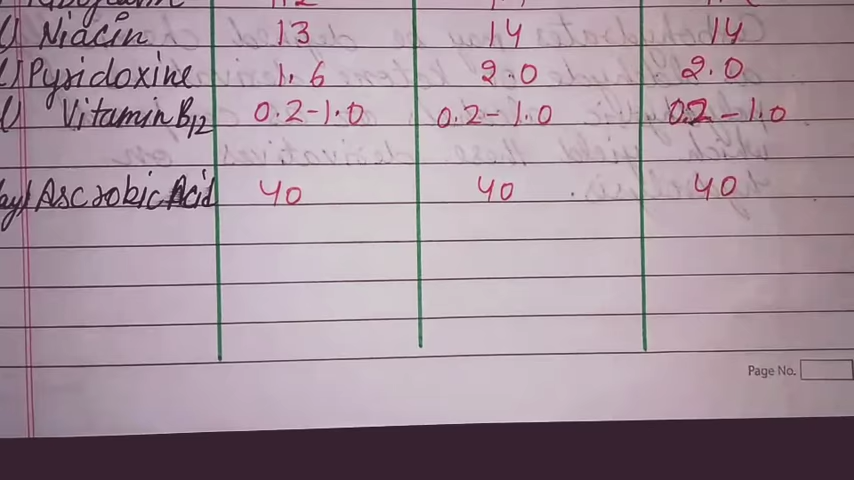 Niacin 13 14 14
Pyridoxine 1.6 2.0 2.0
Vitamin B12 0.2-1.0 0.2-1.0 0.2-1.0
Ascrobic Acid 40 40 40
Page No.